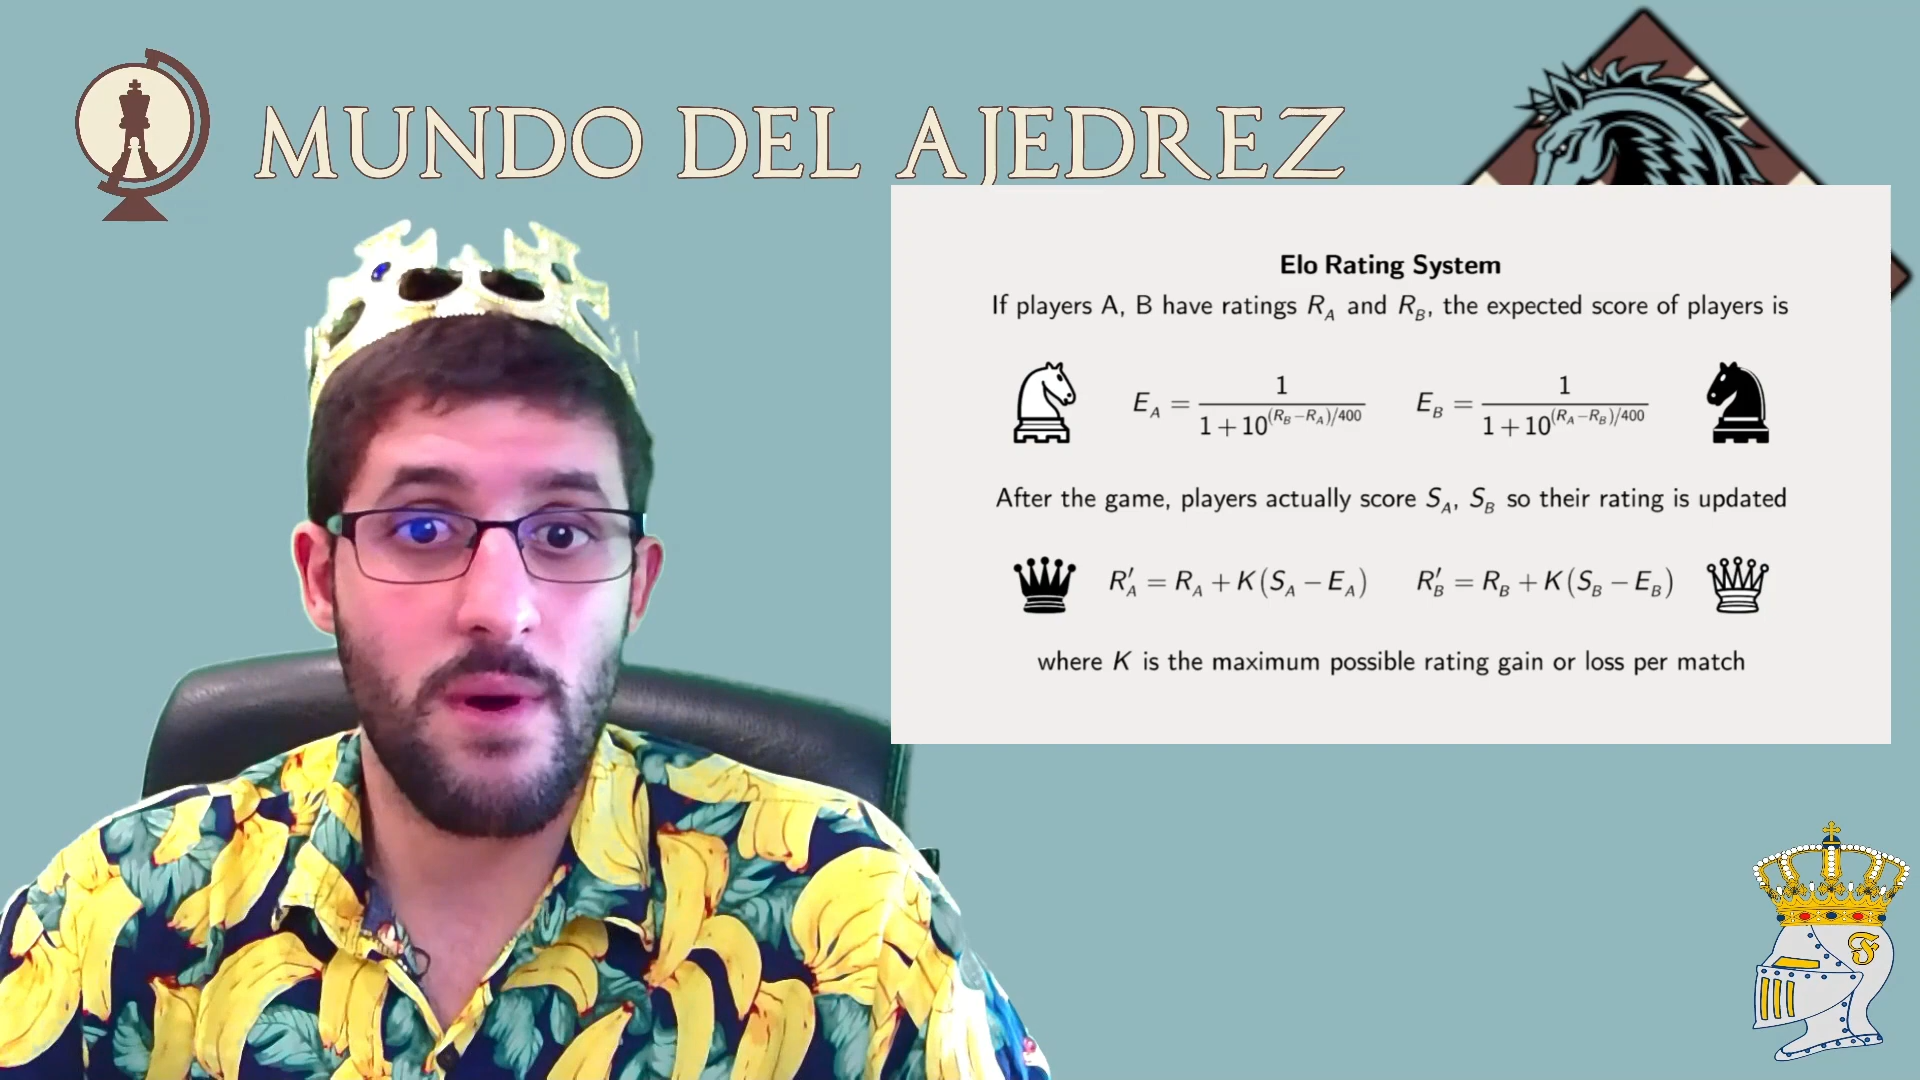 MUNDO DEL AJEDREZ
Elo Rating System
If players A, B have ratings R_A and R_B, the expected score of players is
E_A = 1 / (1 + 10^{(R_B − R_A)/400}) E_B = 1 / (1 + 10^{(R_A − R_B)/400})
After the game, players actually score S_A, S_B so their rating is updated
R′_A = R_A + K(S_A − E_A) R′_B = R_B + K(S_B − E_B)
where K is the maximum possible rating gain or loss per match
F